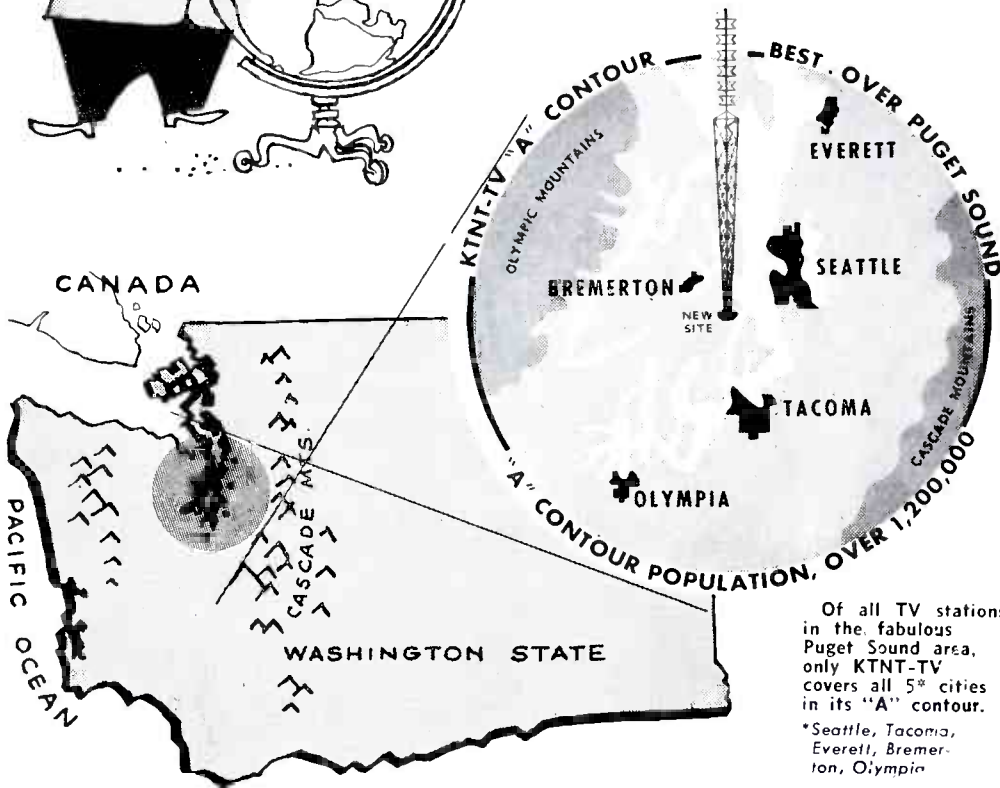 KTNT-TV "A" CONTOUR — BEST OVER PUGET SOUND
OLYMPIC MOUNTAINS
EVERETT
SEATTLE
BREMERTON
NEW
SITE
TACOMA
OLYMPIA
CASCADE MOUNTAINS
"A" CONTOUR POPULATION, OVER 1,200,000
CANADA
CASCADE MTS.
PACIFIC OCEAN
WASHINGTON STATE
Of all TV stations
in the fabulous
Puget Sound area,
only KTNT-TV
covers all 5* cities
in its "A" contour.
*Seattle, Tacoma,
Everett, Bremer-
ton, Olympia